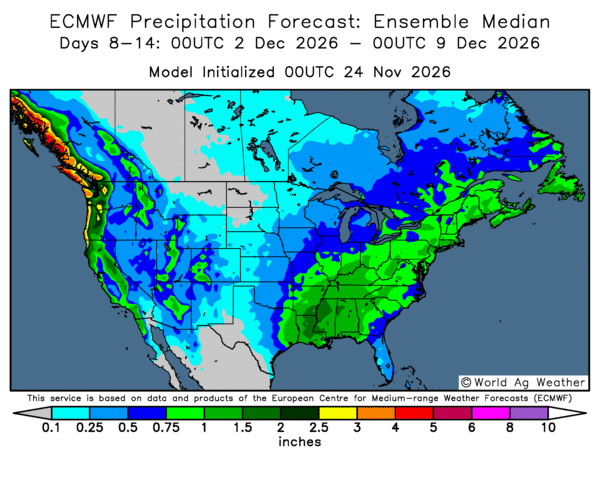 ECMWF Precipitation Forecast: Ensemble Median
Days 8−14: 00UTC 2 Dec 2026 − 00UTC 9 Dec 2026
Model Initialized 00UTC 24 Nov 2026
© World Ag Weather
This service is based on data and products of the European Centre for Medium-range Weather Forecasts (ECMWF)
0.1 0.25 0.5 0.75 1 1.5 2 2.5 3 4 5 6 8 10
inches